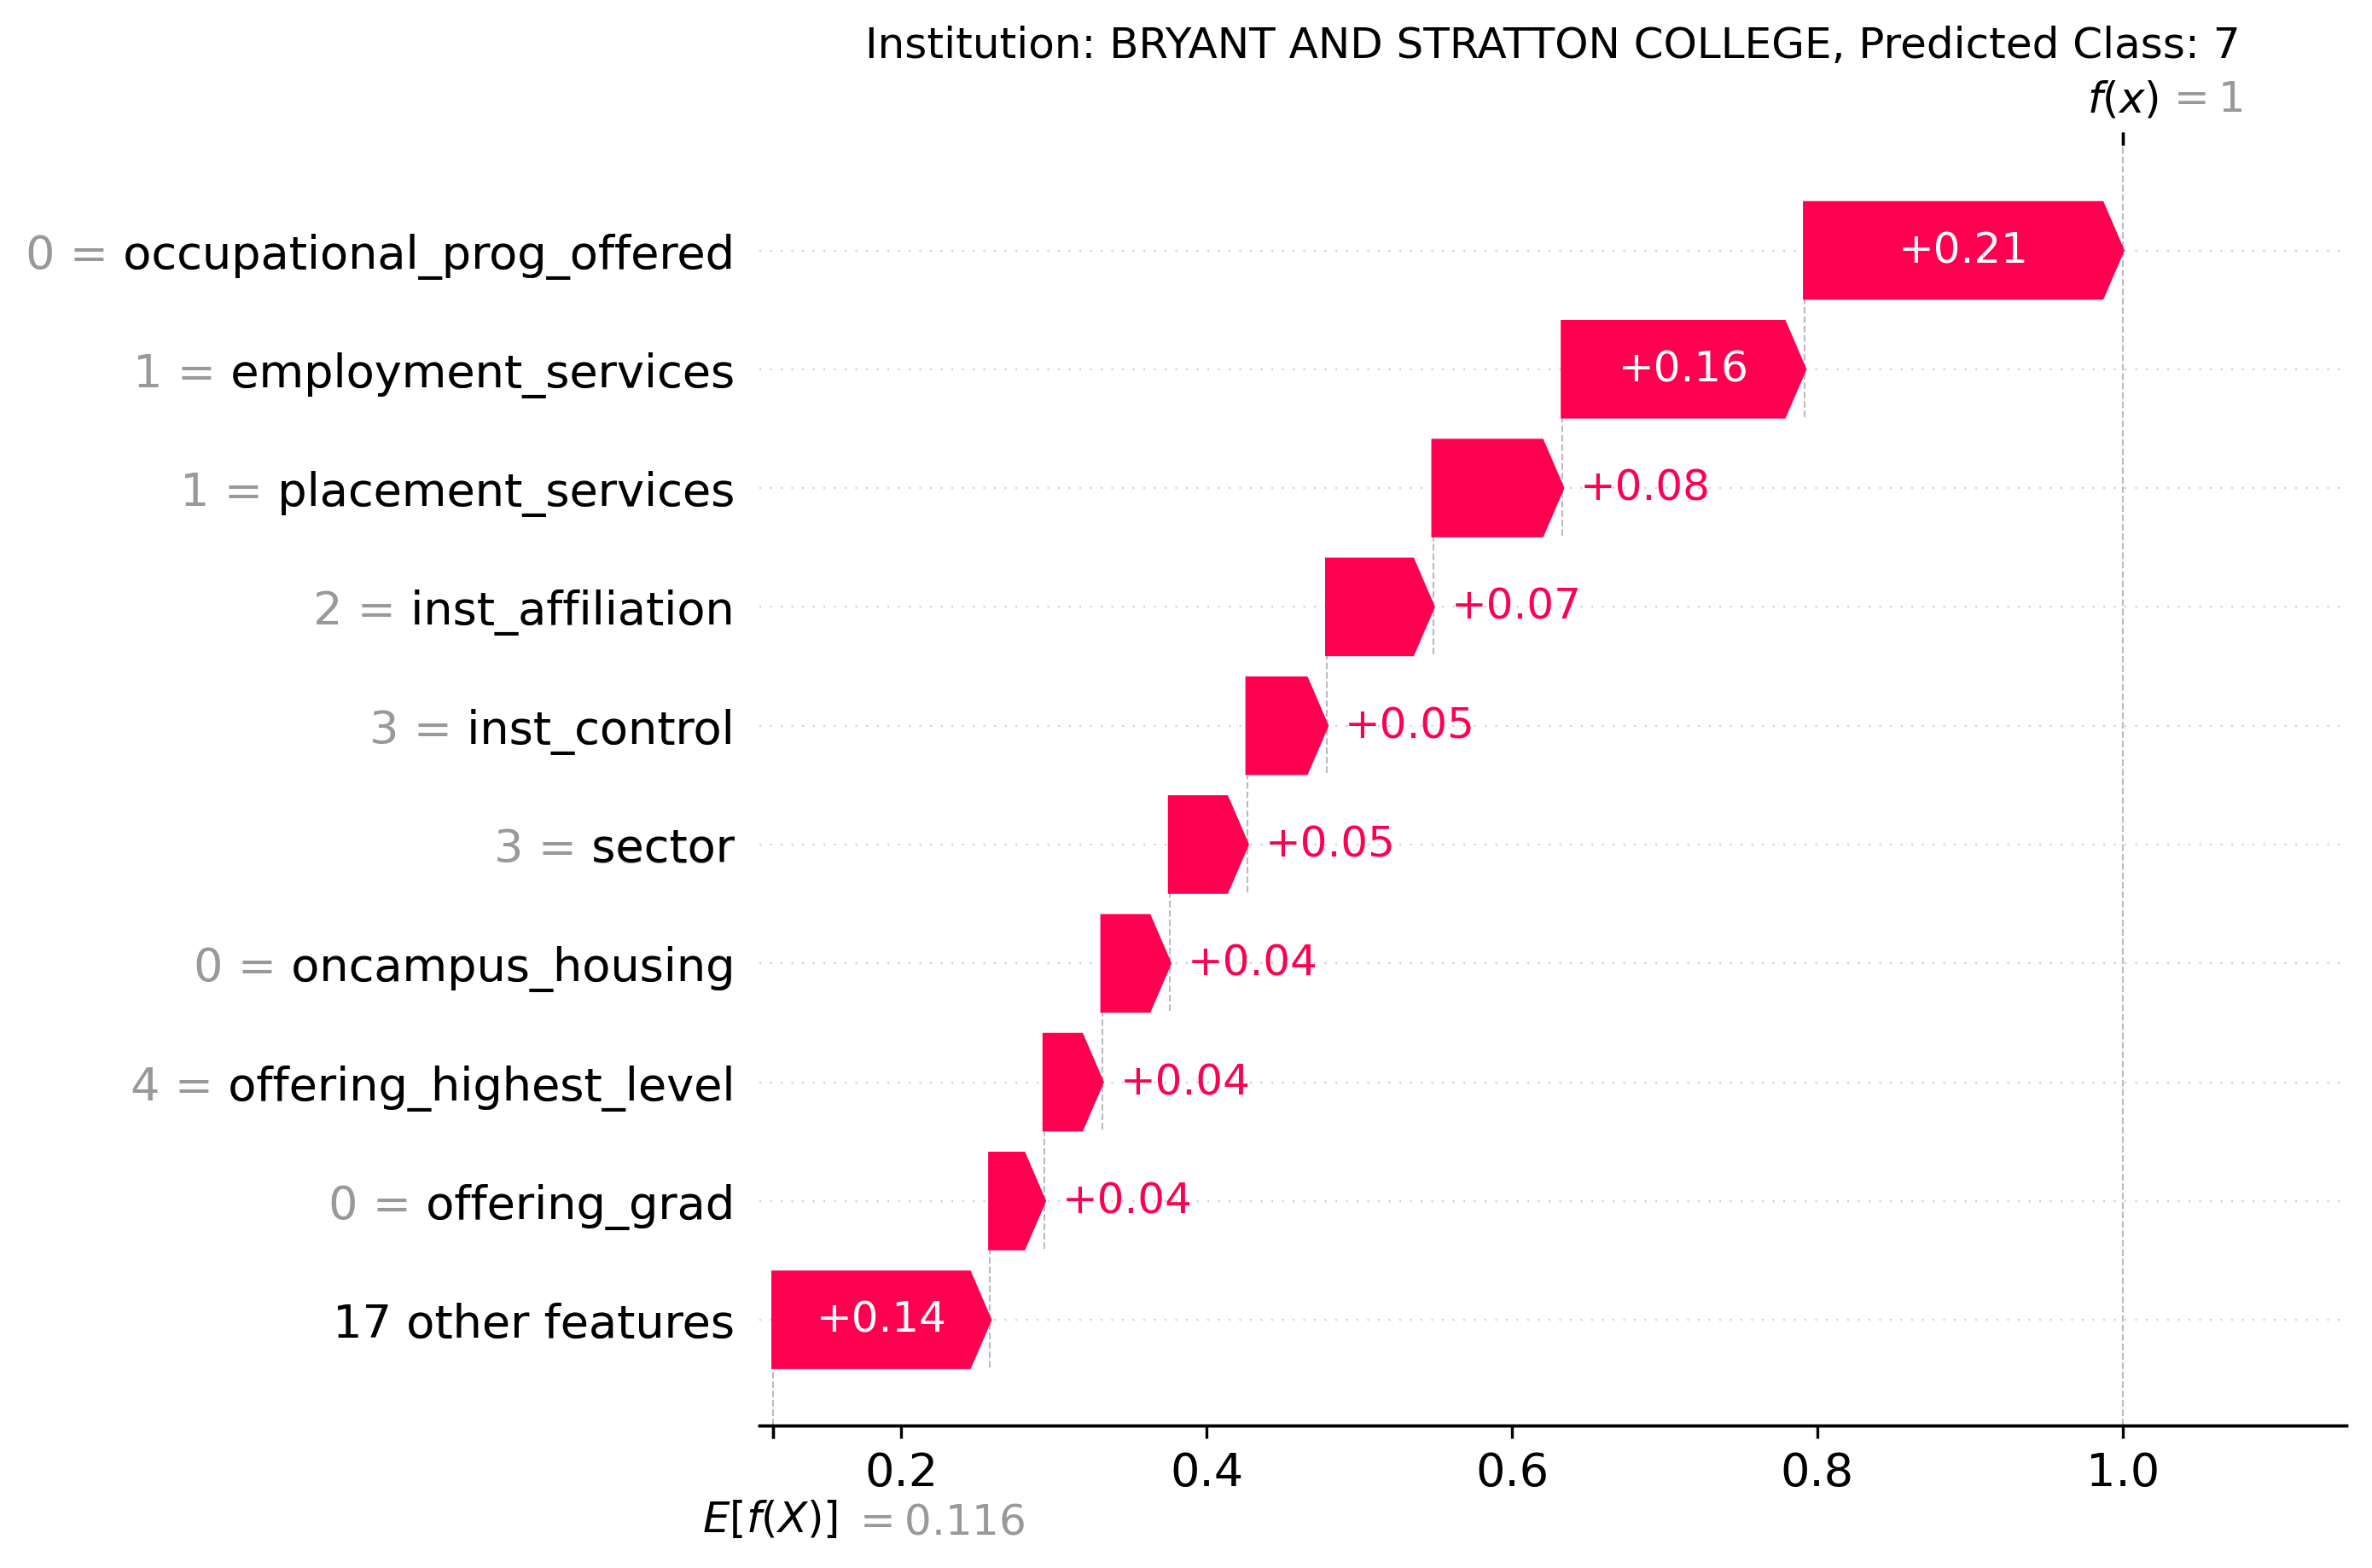 Institution: BRYANT AND STRATTON COLLEGE, Predicted Class: 7
f(x) = 1
0 = occupational_prog_offered +0.21
1 = employment_services +0.16
1 = placement_services +0.08
2 = inst_affiliation +0.07
3 = inst_control +0.05
3 = sector +0.05
0 = oncampus_housing +0.04
4 = offering_highest_level +0.04
0 = offering_grad +0.04
17 other features +0.14
0.2 0.4 0.6 0.8 1.0
E[f(X)] = 0.116